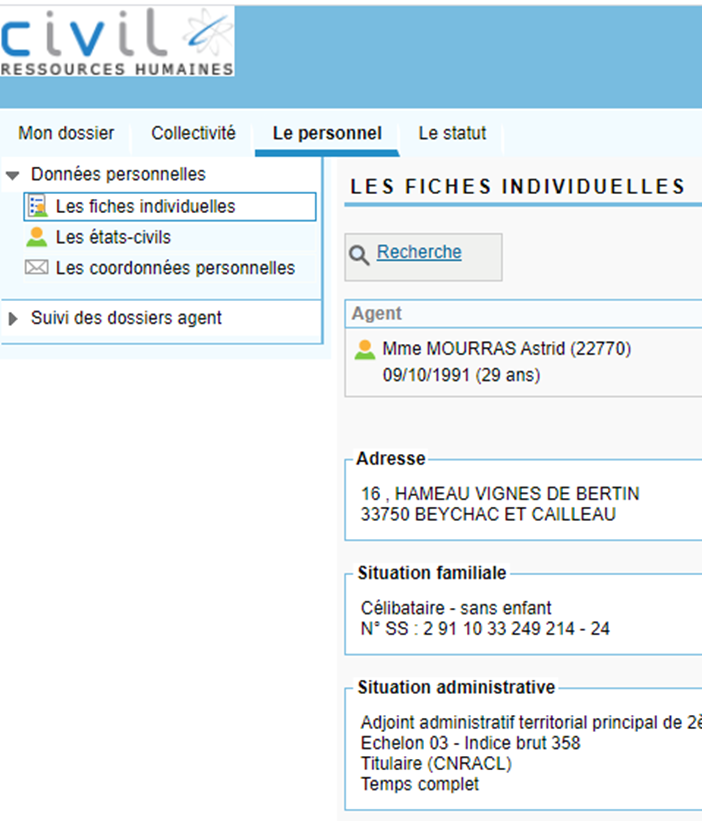 civil
RESSOURCES HUMAINES
Mon dossier Collectivité Le personnel Le statut
Données personnelles
Les fiches individuelles
Les états-civils
Les coordonnées personnelles
Suivi des dossiers agent
LES FICHES INDIVIDUELLES
Recherche
Agent
Mme MOURRAS Astrid (22770)
09/10/1991 (29 ans)
Adresse
16 , HAMEAU VIGNES DE BERTIN
33750 BEYCHAC ET CAILLEAU
Situation familiale
Célibataire - sans enfant
N° SS : 2 91 10 33 249 214 - 24
Situation administrative
Adjoint administratif territorial principal de 2è
Echelon 03 - Indice brut 358
Titulaire (CNRACL)
Temps complet